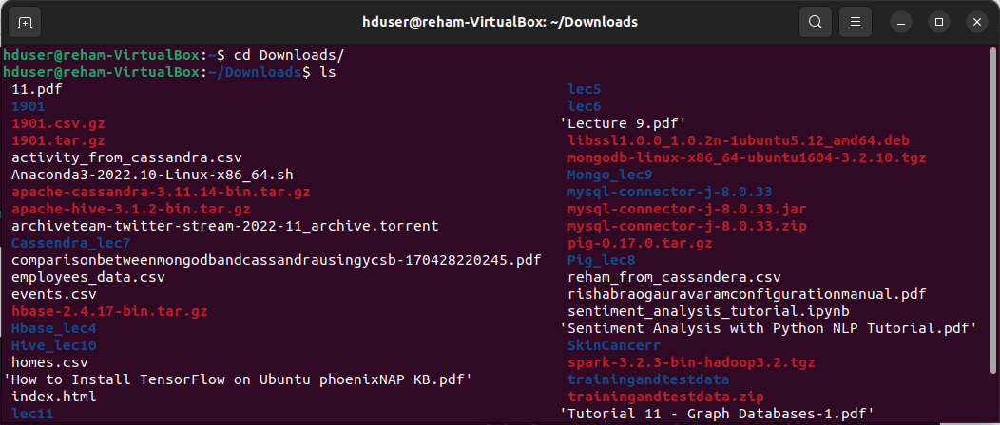 hduser@reham-VirtualBox: ~/Downloads
hduser@reham-VirtualBox:~$ cd Downloads/
hduser@reham-VirtualBox:~/Downloads$ ls
11.pdf lec5
1901 lec6
1901.csv.gz 'Lecture 9.pdf'
1901.tar.gz libssl1.0.0_1.0.2n-1ubuntu5.12_amd64.deb
activity_from_cassandra.csv mongodb-linux-x86_64-ubuntu1604-3.2.10.tgz
Anaconda3-2022.10-Linux-x86_64.sh Mongo_lec9
apache-cassandra-3.11.14-bin.tar.gz mysql-connector-j-8.0.33
apache-hive-3.1.2-bin.tar.gz mysql-connector-j-8.0.33.jar
archiveteam-twitter-stream-2022-11_archive.torrent mysql-connector-j-8.0.33.zip
Cassendra_lec7 pig-0.17.0.tar.gz
comparisonbetweenmongodbandcassandrausingycsb-170428220245.pdf Pig_lec8
employees_data.csv reham_from_cassandera.csv
events.csv rishabraogauravaramconfigurationmanual.pdf
hbase-2.4.17-bin.tar.gz sentiment_analysis_tutorial.ipynb
Hbase_lec4 'Sentiment Analysis with Python NLP Tutorial.pdf'
Hive_lec10 SkinCancerr
homes.csv spark-3.2.3-bin-hadoop3.2.tgz
'How to Install TensorFlow on Ubuntu phoenixNAP KB.pdf' trainingandtestdata
index.html trainingandtestdata.zip
lec11 'Tutorial 11 - Graph Databases-1.pdf'